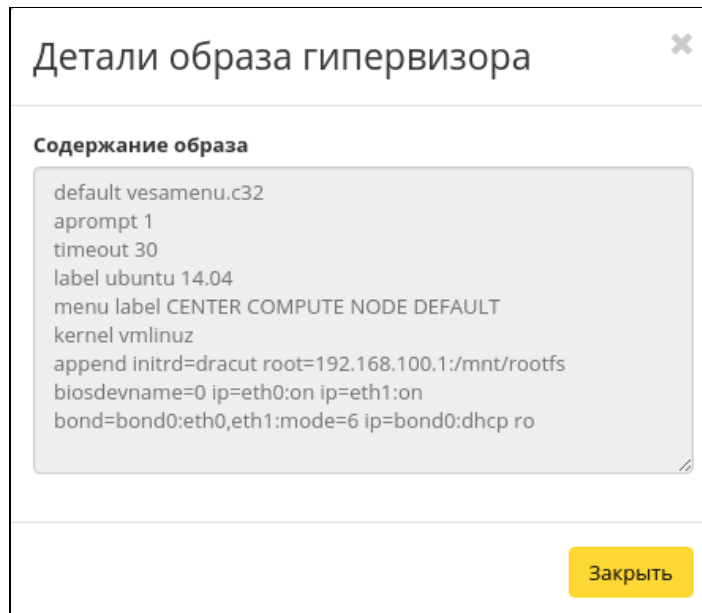 Детали образа гипервизора
Содержание образа
default vesamenu.c32
aprompt 1
timeout 30
label ubuntu 14.04
menu label CENTER COMPUTE NODE DEFAULT
kernel vmlinuz
append initrd=dracut root=192.168.100.1:/mnt/rootfs
biosdevname=0 ip=eth0:on ip=eth1:on
bond=bond0:eth0,eth1:mode=6 ip=bond0:dhcp ro
Закрыть